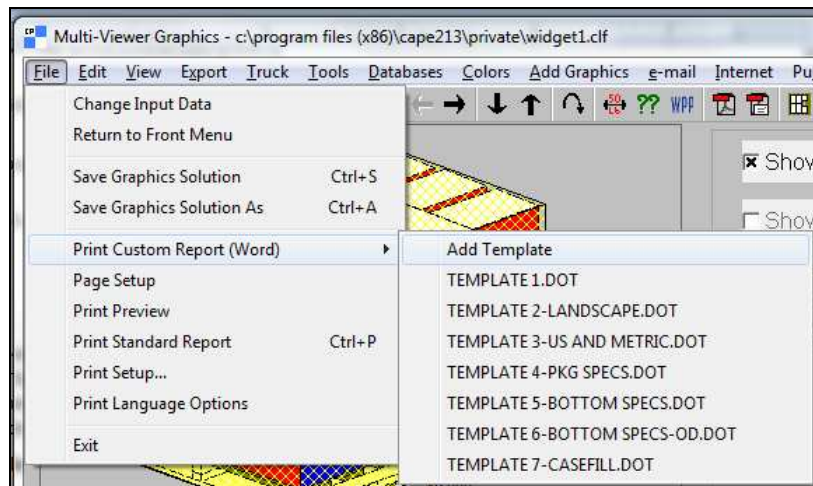 CP Multi-Viewer Graphics - c:\program files (x86)\cape213\private\widget1.clf
File Edit View Export Truck Tools Databases Colors Add Graphics e-mail Internet
Change Input Data
Return to Front Menu
?? WPP
Show
Save Graphics Solution Ctrl+S
Save Graphics Solution As Ctrl+A
Show
Print Custom Report (Word)
Page Setup
Print Preview
Print Standard Report Ctrl+P
Print Setup...
Print Language Options
Exit
Add Template
TEMPLATE 1.DOT
TEMPLATE 2-LANDSCAPE.DOT
TEMPLATE 3-US AND METRIC.DOT
TEMPLATE 4-PKG SPECS.DOT
TEMPLATE 5-BOTTOM SPECS.DOT
TEMPLATE 6-BOTTOM SPECS-OD.DOT
TEMPLATE 7-CASEFILL.DOT